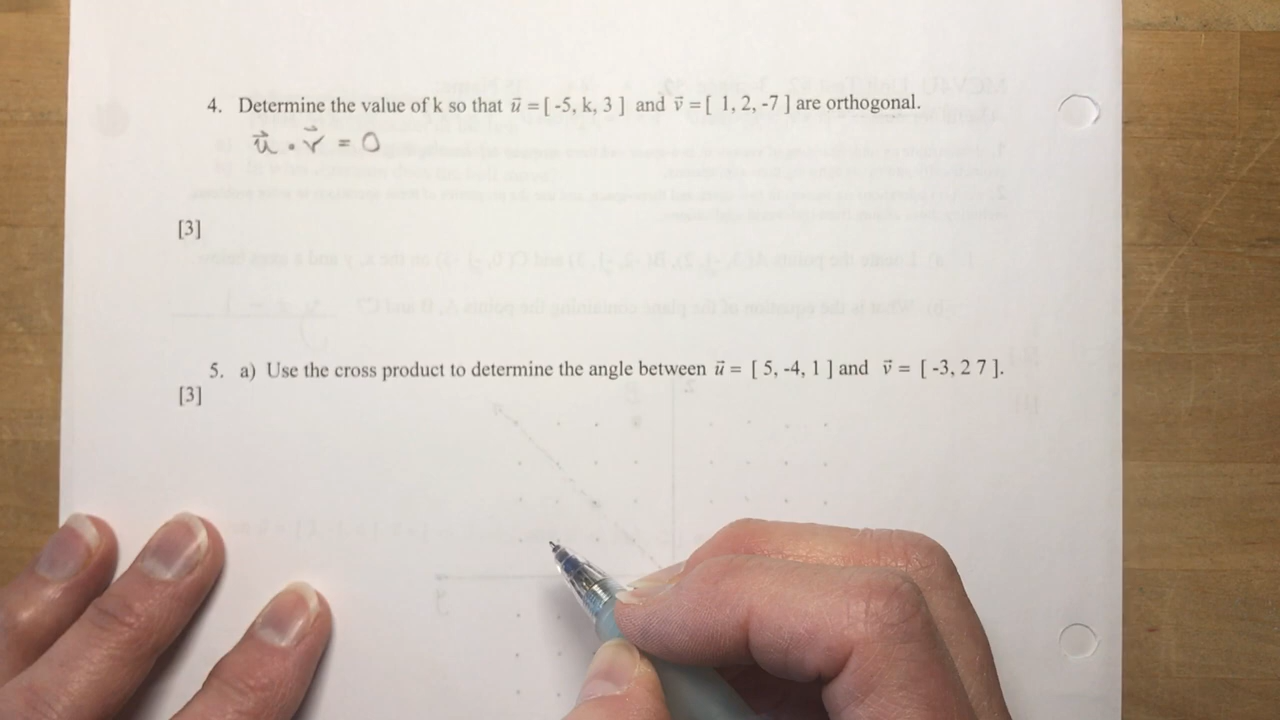 4. Determine the value of k so that u⃗ = [ -5, k, 3 ] and v⃗ = [ 1, 2, -7 ] are orthogonal.
u⃗ • v⃗ = 0
[3]
5. a) Use the cross product to determine the angle between u⃗ = [ 5, -4, 1 ] and v⃗ = [ -3, 2 7 ].
[3]